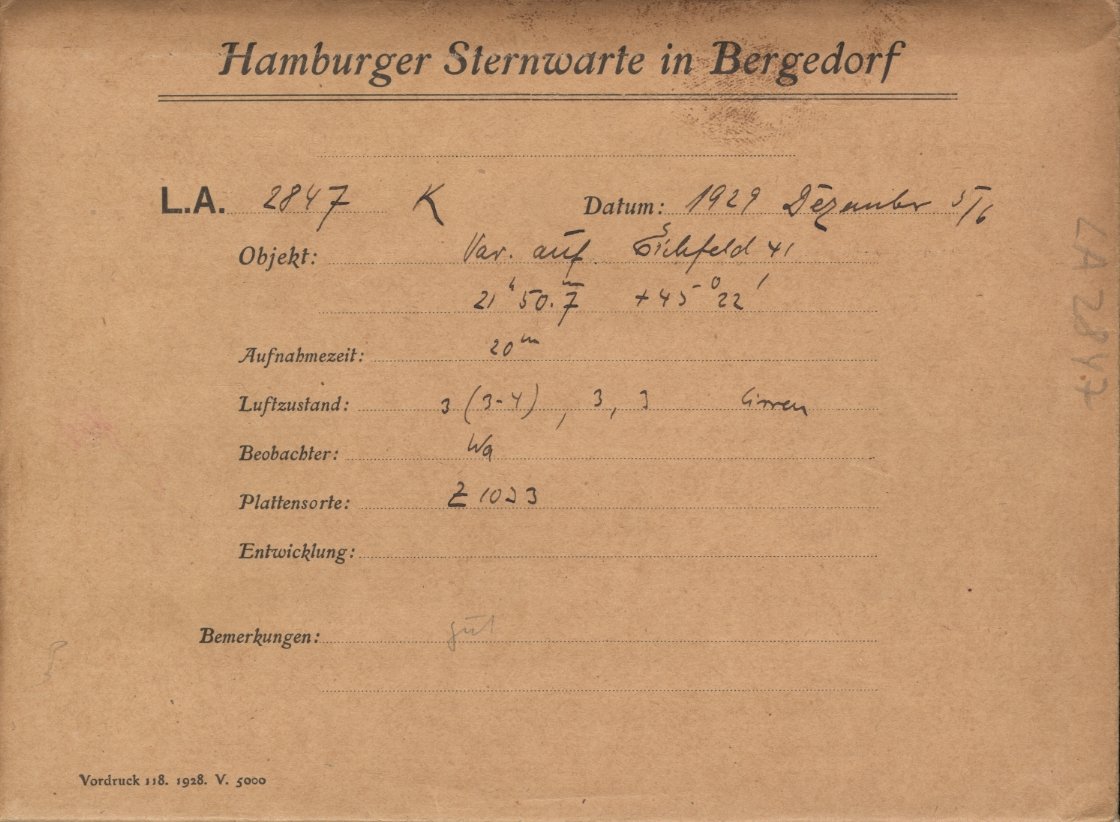 Hamburger Sternwarte in Bergedorf
L.A. 2847 K Datum: 1929 Dezember 5/6
Objekt: Var. auf Eichfeld 41
21ʰ 50.ᵐ7 +45° 22'
Aufnahmezeit: 20ᵐ
Luftzustand: 3 (3-4), 3, 3 Cirren
Beobachter: Wa
Plattensorte: Z 1033
Entwicklung:
Bemerkungen: gut
Vordruck 118. 1928. V. 5000
LA 2847